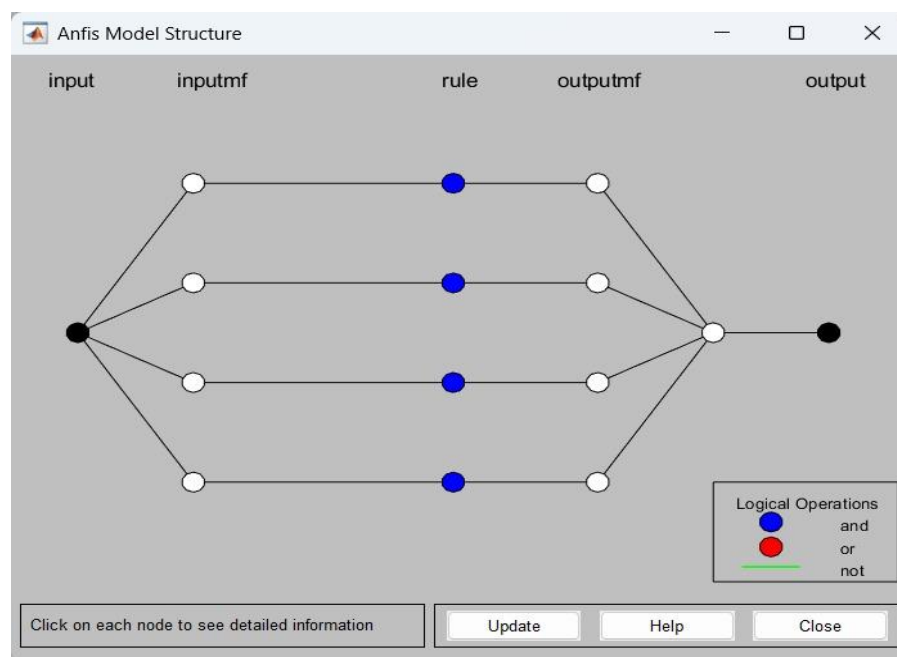 Anfis Model Structure
input inputmf rule outputmf output
Logical Operations
and
or
not
Click on each node to see detailed information
Update Help Close